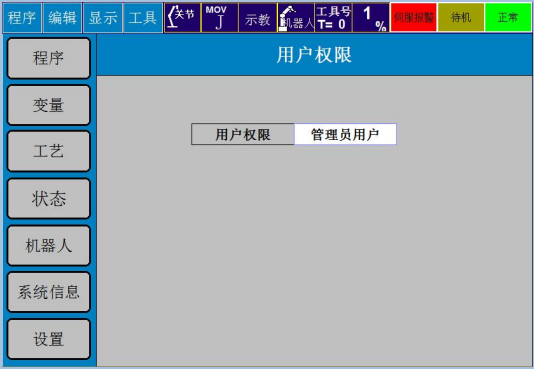 程序 编辑 显示 工具 关节 MOV J 示教 机器人 工具号 T= 0 1 % 伺服报警 待机 正常
用户权限
程序
变量
用户权限 管理员用户
工艺
状态
机器人
系统信息
设置